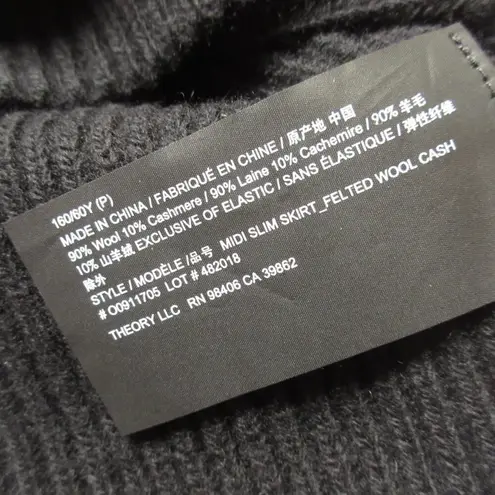 160/60Y (P)
MADE IN CHINA / FABRIQUÉ EN CHINE / 原产地 中国
90% Wool 10% Cashmere / 90% Laine 10% Cachemire / 90% 羊毛
10% 山羊绒 EXCLUSIVE OF ELASTIC / SANS ÉLASTIQUE / 弹性纤维
除外
STYLE / MODÈLE / 品号 MIDI SLIM SKIRT_FELTED WOOL CASH
# O0911705 LOT # 482018
THEORY LLC RN 98406 CA 39862